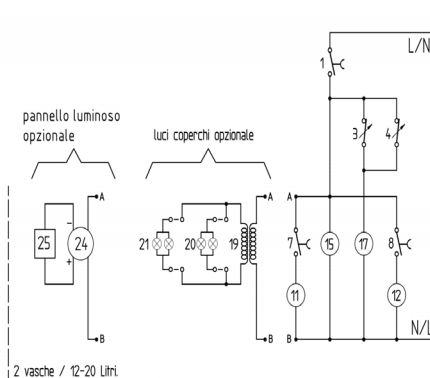 L/N
1
pannello luminoso
opzionale
luci coperchi opzionale
3
4
A
A
A
-
25
24
+
21
20
19
7
15
17
8
11
12
N/L
B
B
B
2 vasche / 12-20 Litri.